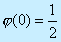 φ(0) = 1/2